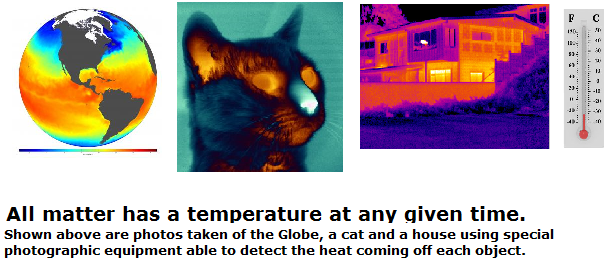 F C
All matter has a temperature at any given time.
Shown above are photos taken of the Globe, a cat and a house using special
photographic equipment able to detect the heat coming off each object.